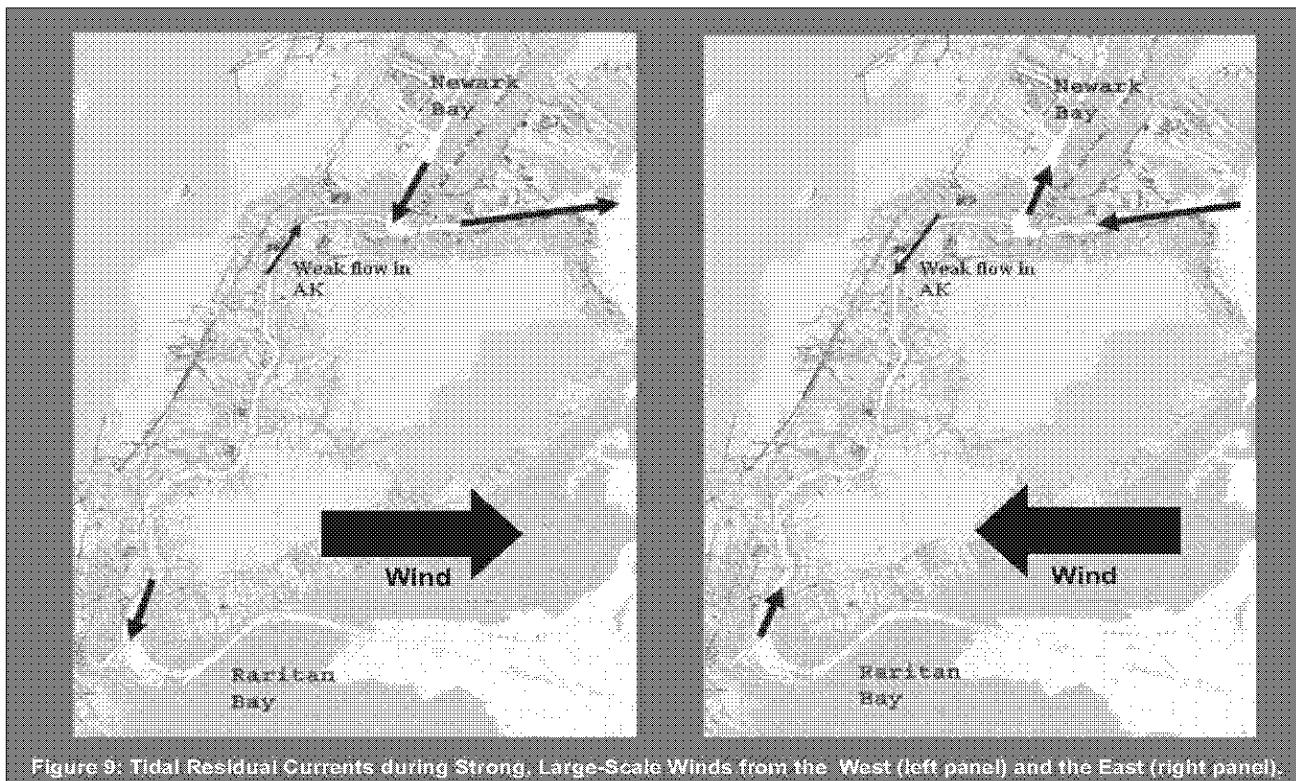 Newark
Bay
Weak flow in
AK
Wind
Raritan
Bay
Newark
Bay
Weak flow in
AK
Wind
Raritan
Bay
Figure 9: Tidal Residual Currents during Strong, Large-Scale Winds from the West (left panel) and the East (right panel).